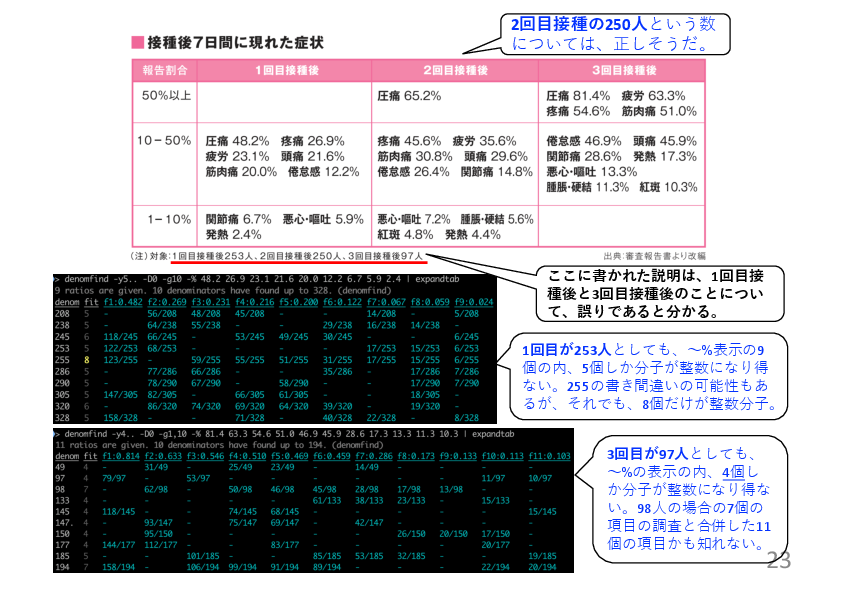 2回目接種の250人という数
については、正しそうだ。
■接種後7日間に現れた症状
報告割合 1回目接種後 2回目接種後 3回目接種後
50%以上 圧痛 65.2% 圧痛 81.4% 疲労 63.3%
疼痛 54.6% 筋肉痛 51.0%
10−50% 圧痛 48.2% 疼痛 26.9% 疼痛 45.6% 疲労 35.6% 倦怠感 46.9% 頭痛 45.9%
疲労 23.1% 頭痛 21.6% 筋肉痛 30.8% 頭痛 29.6% 関節痛 28.6% 発熱 17.3%
筋肉痛 20.0% 倦怠感 12.2% 倦怠感 26.4% 関節痛 14.8% 悪心・嘔吐 13.3%
腫脹・硬結 11.3% 紅斑 10.3%
1−10% 関節痛 6.7% 悪心・嘔吐 5.9% 悪心・嘔吐 7.2% 腫脹・硬結 5.6%
発熱 2.4% 紅斑 4.8% 発熱 4.4%
(注)対象:1回目接種後253人、2回目接種後250人、3回目接種後97人 出典:審査報告書より改編
ここに書かれた説明は、1回目接
種後と3回目接種後のことについ
て、誤りであると分かる。
> denomfind -y5.. -D0 -g10 -% 48.2 26.9 23.1 21.6 20.0 12.2 6.7 5.9 2.4 | expandtab
9 ratios are given. 10 denominators have found up to 328. (denomfind)
denom fit f1:0.482 f2:0.269 f3:0.231 f4:0.216 f5:0.200 f6:0.122 f7:0.067 f8:0.059 f9:0.024
208 5 - 56/208 48/208 45/208 - - 14/208 - 5/208
238 5 - 64/238 55/238 - - 29/238 16/238 14/238 -
245 6 118/245 66/245 - 53/245 49/245 30/245 - - 6/245
253 5 122/253 68/253 - - - - 17/253 15/253 6/253
255 8 123/255 - 59/255 55/255 51/255 31/255 17/255 15/255 6/255
286 5 - 77/286 66/286 - - 35/286 - 17/286 7/286
290 5 - 78/290 67/290 - 58/290 - - 17/290 7/290
305 5 147/305 82/305 - 66/305 61/305 - - 18/305 -
320 6 - 86/320 74/320 69/320 64/320 39/320 - 19/320 -
328 5 158/328 - - 71/328 - 40/328 22/328 - 8/328
1回目が253人としても、～%表示の9
個の内、5個しか分子が整数になり得
ない。255の書き間違いの可能性もあ
るが、それでも、8個だけが整数分子。
> denomfind -y4.. -D0 -g1,10 -% 81.4 63.3 54.6 51.0 46.9 45.9 28.6 17.3 13.3 11.3 10.3 | expandtab
11 ratios are given. 10 denominators have found up to 194. (denomfind)
denom fit f1:0.814 f2:0.633 f3:0.546 f4:0.510 f5:0.469 f6:0.459 f7:0.286 f8:0.173 f9:0.133 f10:0.113 f11:0.103
49 4 - 31/49 - 25/49 23/49 - 14/49 - - - -
97 4 79/97 - 53/97 - - - - - - 11/97 10/97
98 7 - 62/98 - 50/98 46/98 45/98 28/98 17/98 13/98 - -
133 4 - - - - - 61/133 38/133 23/133 - 15/133 -
145 4 118/145 - - 74/145 68/145 - - - - - 15/145
147. 4 - 93/147 - 75/147 69/147 - 42/147 - - - -
150 4 - 95/150 - - - - - 26/150 20/150 17/150 -
177 4 144/177 112/177 - - 83/177 - - - - 20/177 -
185 5 - - 101/185 - - 85/185 53/185 32/185 - - 19/185
194 7 158/194 - 106/194 99/194 91/194 89/194 - - - 22/194 20/194
3回目が97人としても、
～%の表示の内、4個し
か分子が整数になり得な
い。98人の場合の7個の
項目の調査と合併した11
個の項目かも知れない。
23